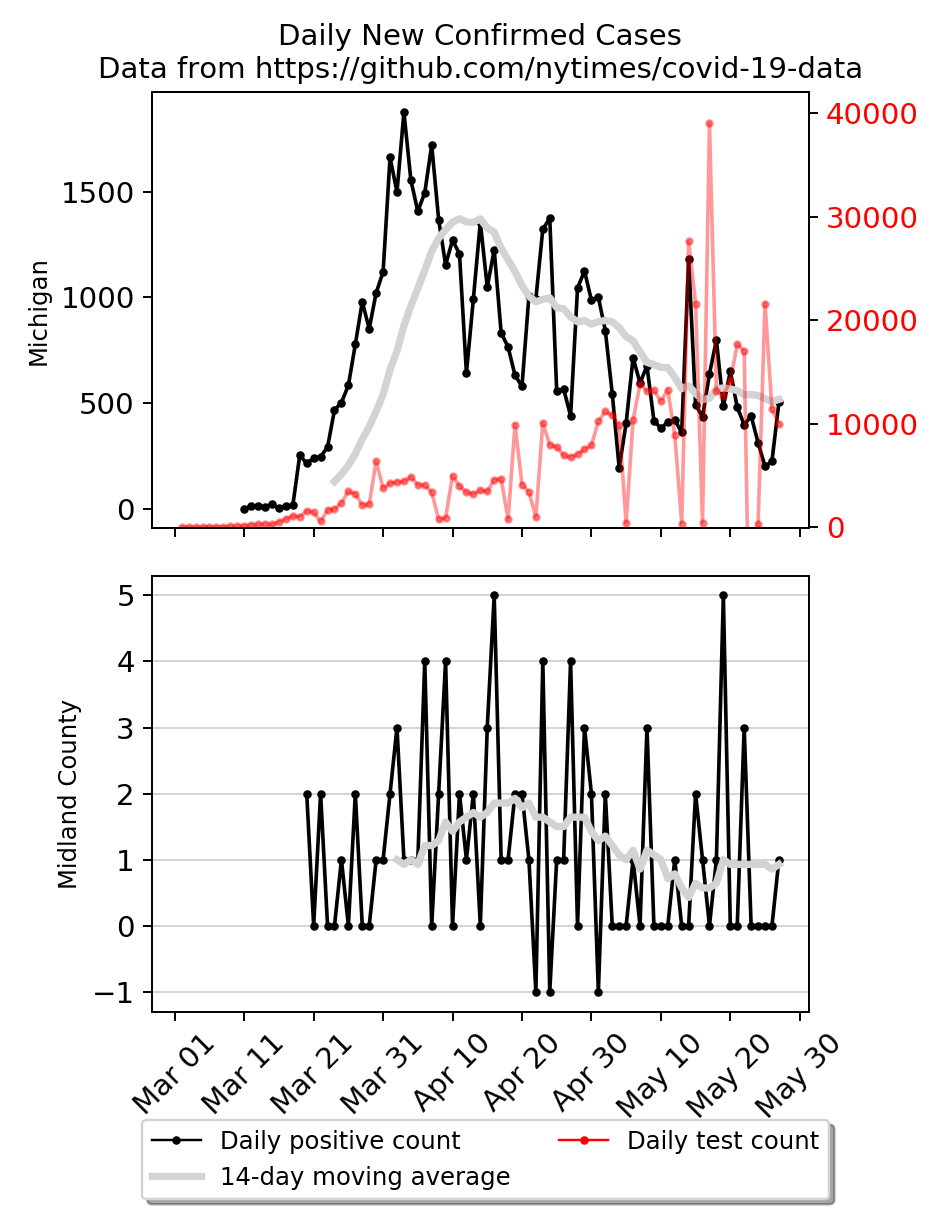 Daily New Confirmed Cases
Data from https://github.com/nytimes/covid-19-data
Michigan
1500
1000
500
0
40000
30000
20000
10000
0
Midland County
5
4
3
2
1
0
−1
Mar 01
Mar 11
Mar 21
Mar 31
Apr 10
Apr 20
Apr 30
May 10
May 20
May 30
Daily positive count
Daily test count
14-day moving average